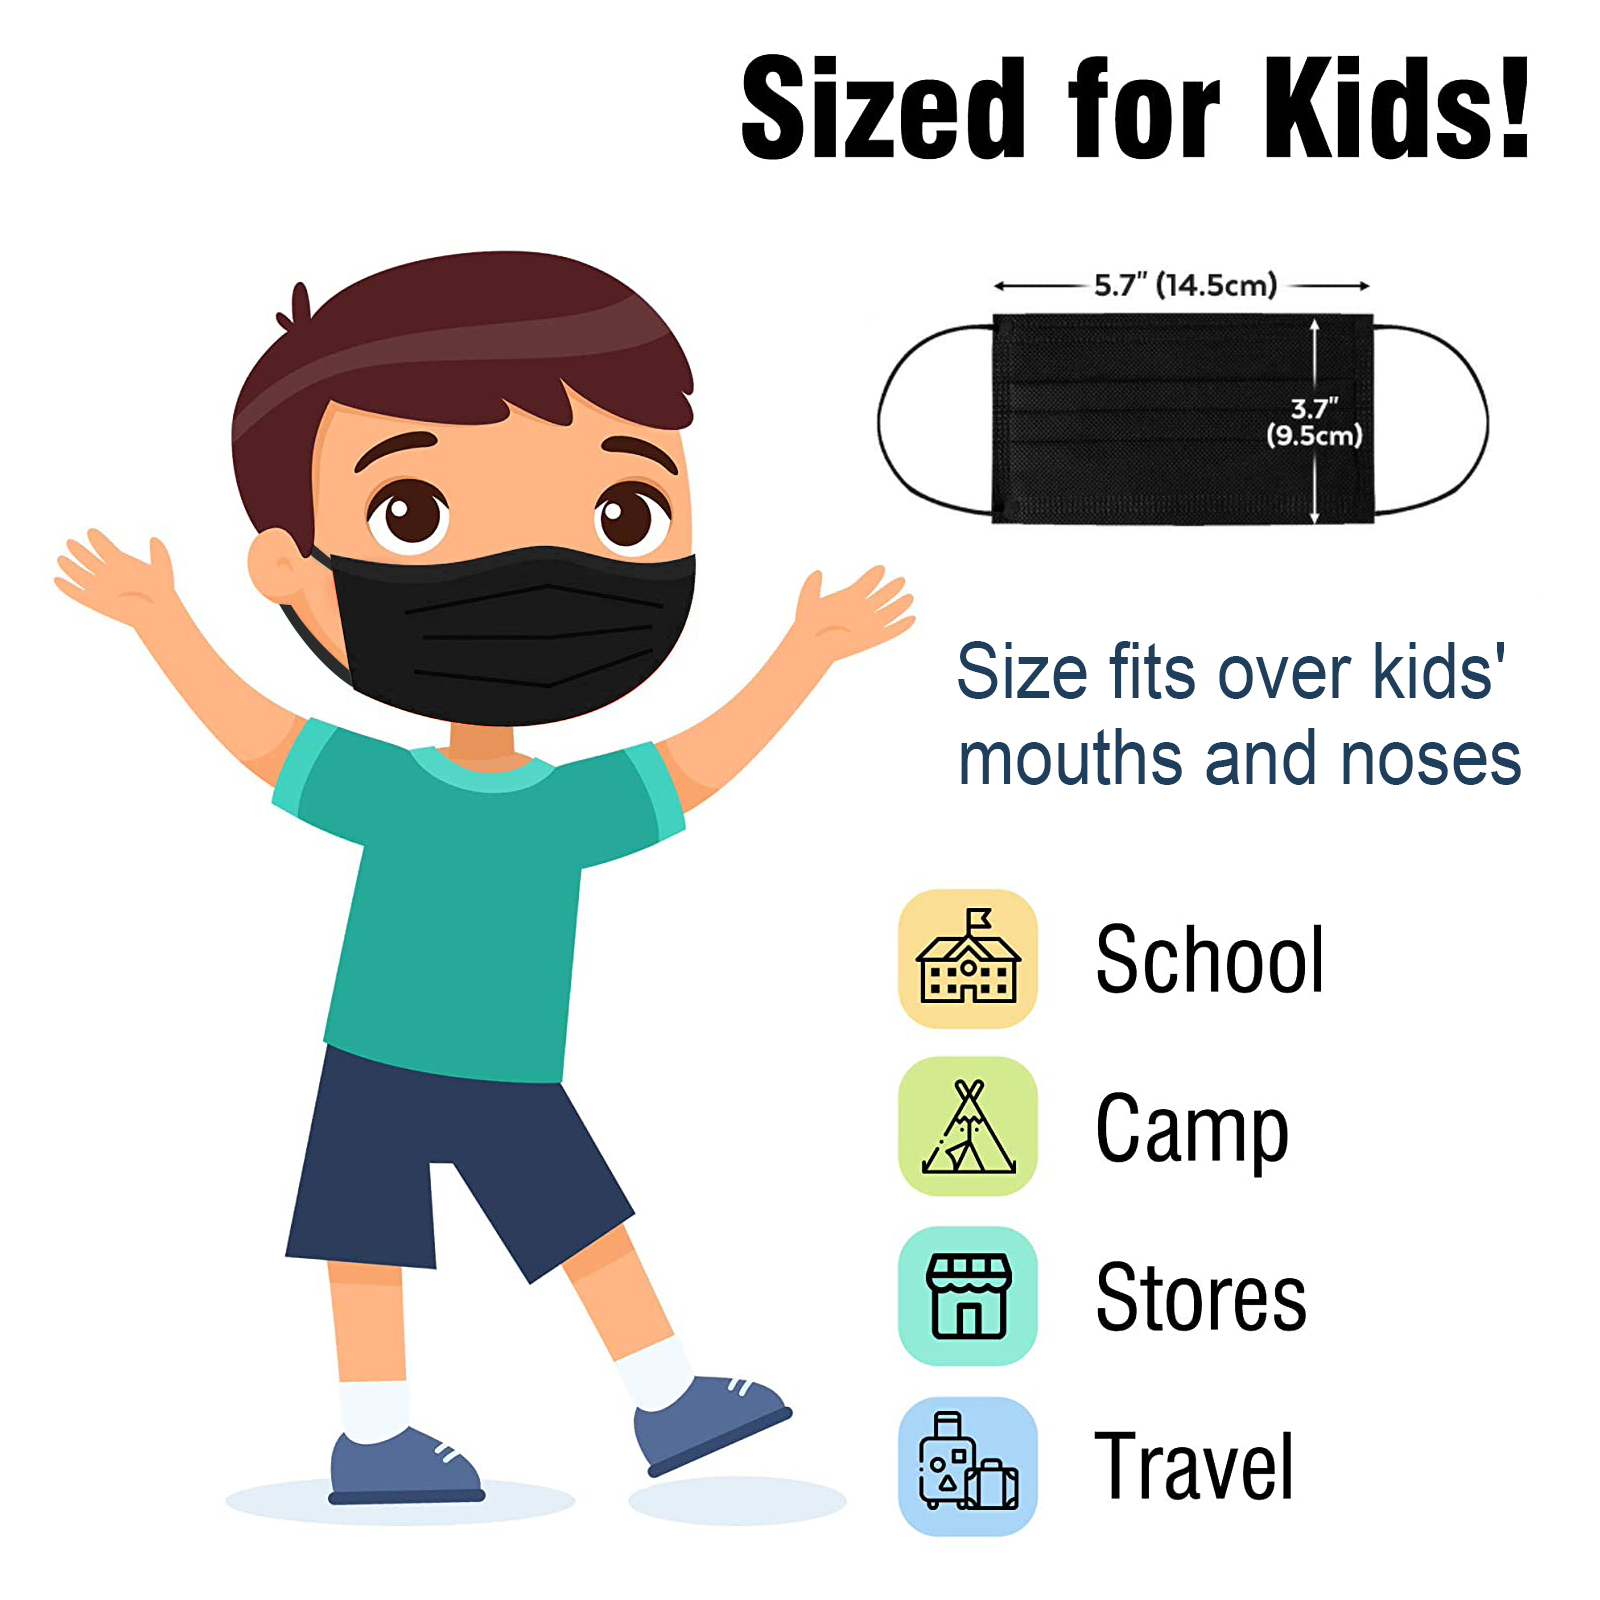 Sized for Kids!
5.7" (14.5cm)
3.7"
(9.5cm)
Size fits over kids'
mouths and noses
School
Camp
Stores
Travel